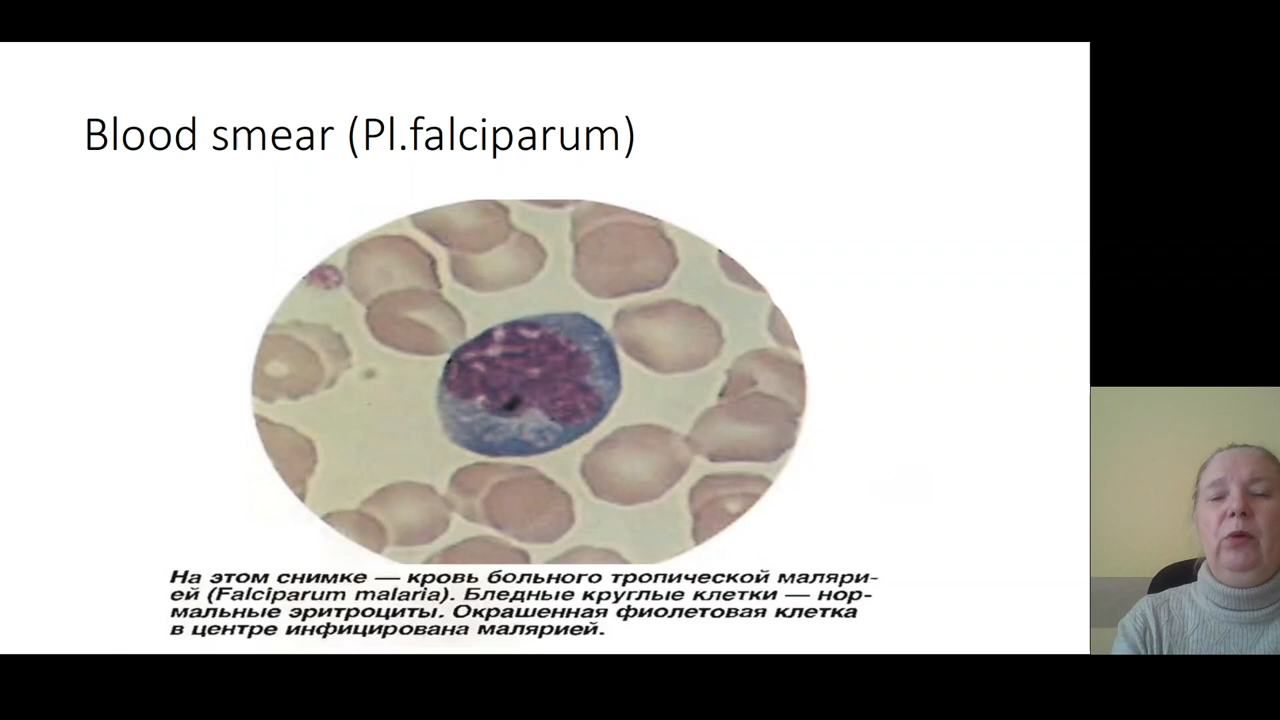 Blood smear (Pl.falciparum)
На этом снимке — кровь больного тропической маляри-
ей (Falciparum malaria). Бледные круглые клетки — нор-
мальные эритроциты. Окрашенная фиолетовая клетка
в центре инфицирована малярией.